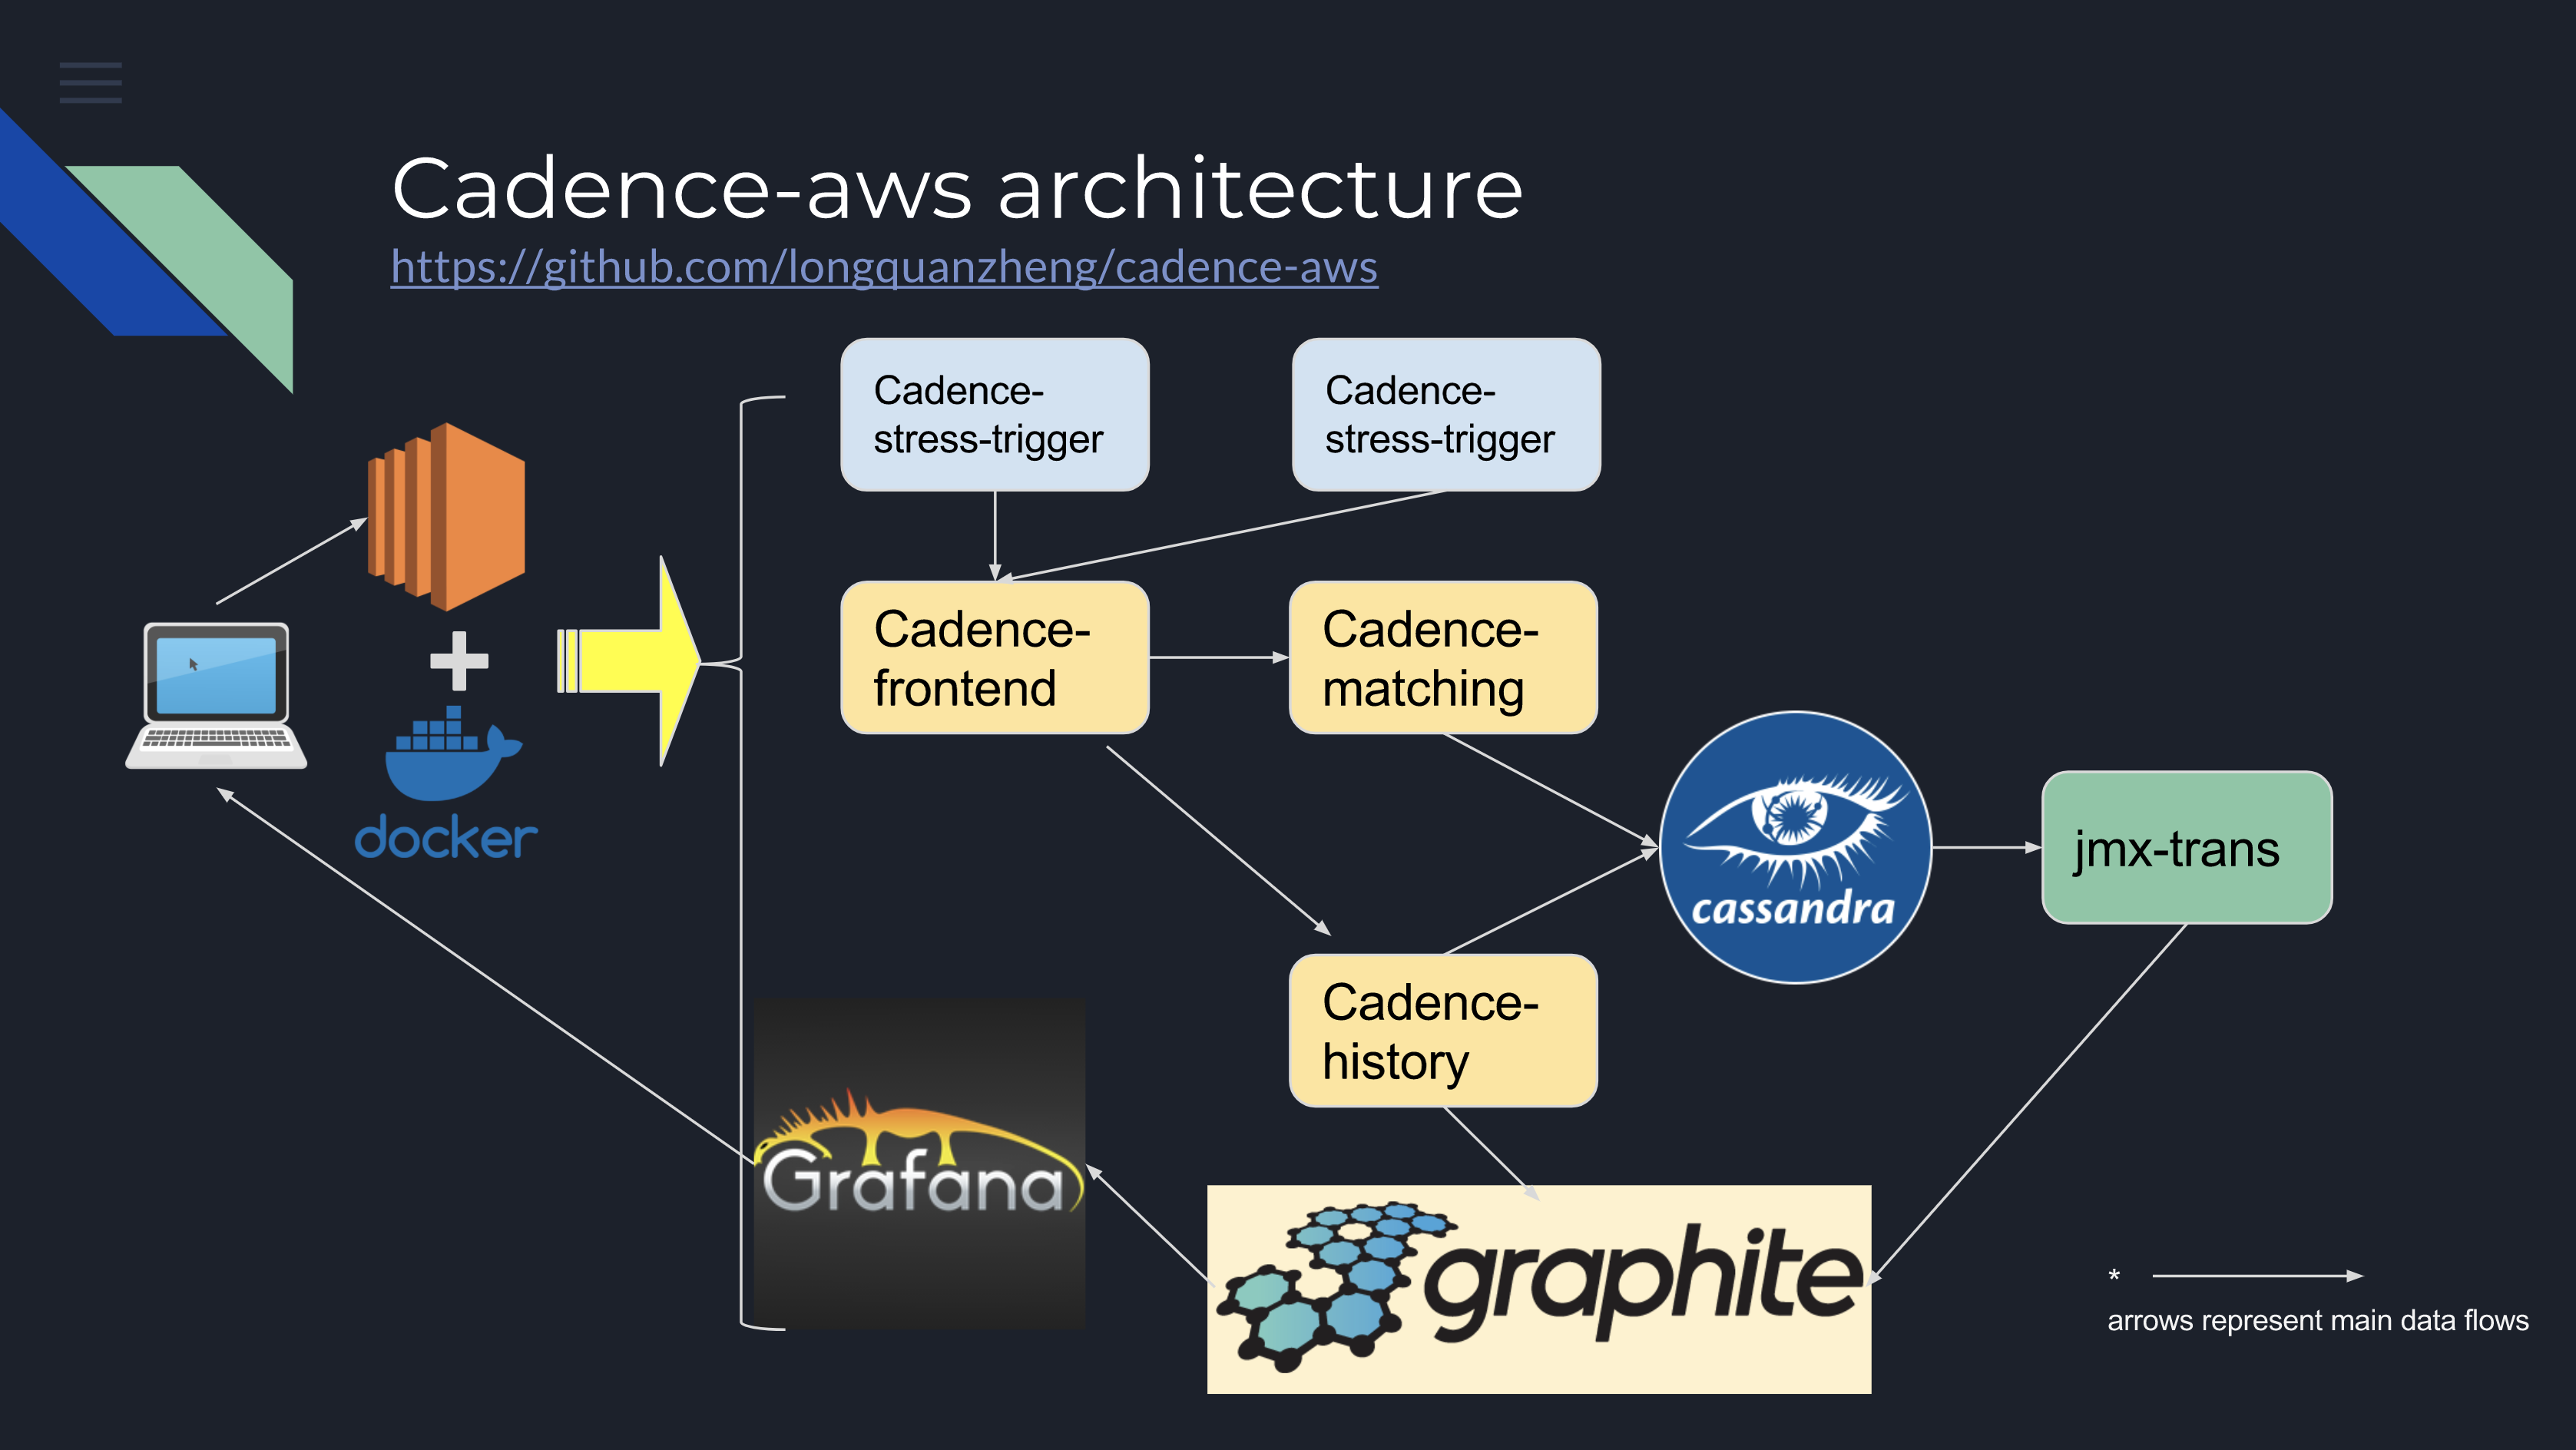 Cadence-aws architecture
https://github.com/longquanzheng/cadence-aws
Cadence-
stress-trigger
Cadence-
stress-trigger
Cadence-
frontend
Cadence-
matching
docker
cassandra
jmx-trans
Cadence-
history
Grafana
graphite
*
arrows represent main data flows